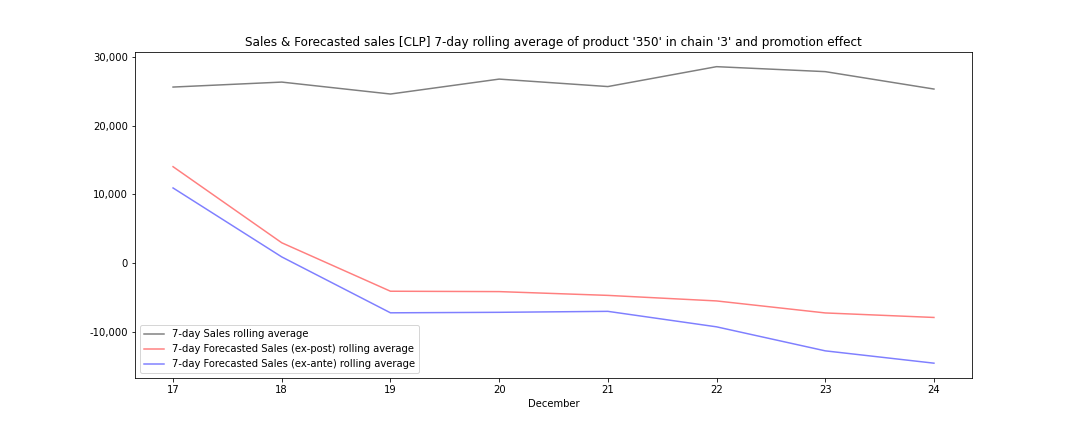 Sales & Forecasted sales [CLP] 7-day rolling average of product '350' in chain '3' and promotion effect
30,000
20,000
10,000
0
-10,000
7-day Sales rolling average
7-day Forecasted Sales (ex-post) rolling average
7-day Forecasted Sales (ex-ante) rolling average
17 18 19 20 21 22 23 24
December